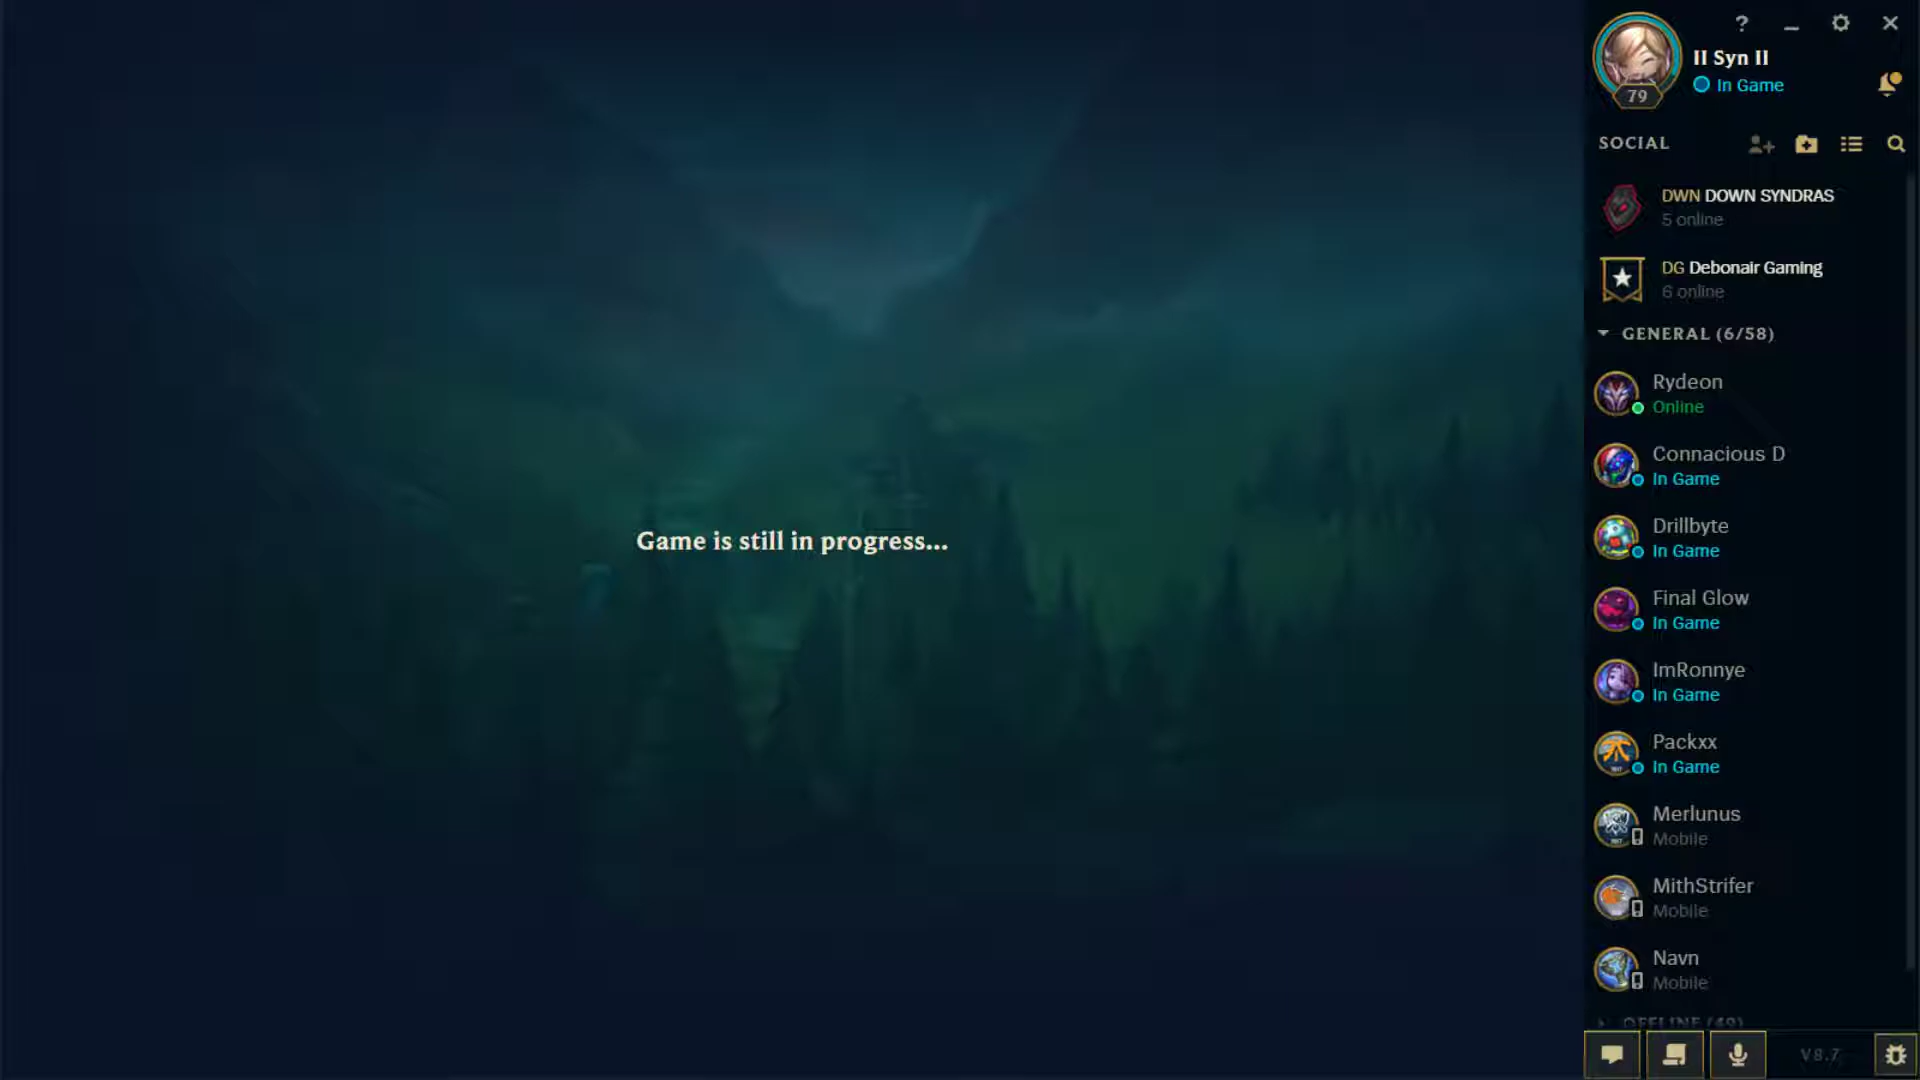 ?
II Syn II
79
In Game
SOCIAL
DWN DOWN SYNDRAS
5 online
DG Debonair Gaming
6 online
GENERAL (6/58)
Rydeon
Online
Connacious D
In Game
Drillbyte
In Game
Final Glow
In Game
ImRonnye
In Game
Packxx
In Game
Merlunus
Mobile
MithStrifer
Mobile
Navn
Mobile
OFFLINE (49)
V8.7
Game is still in progress...